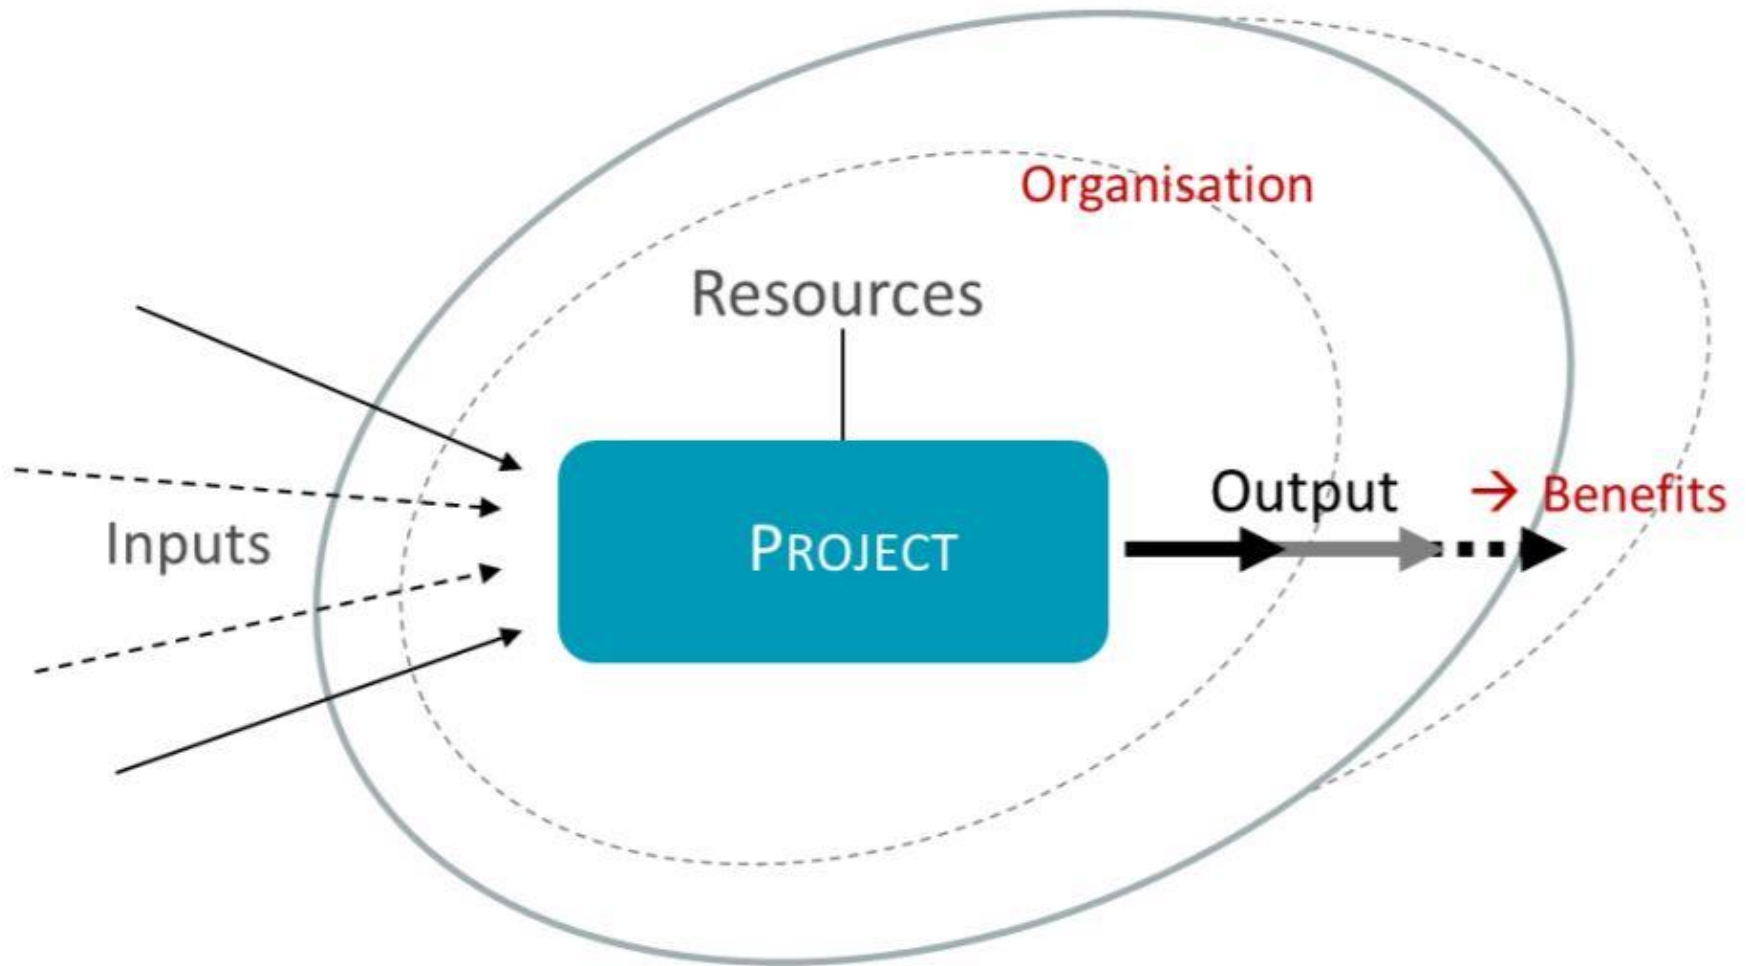 Organisation
Resources
Inputs
PROJECT
Output → Benefits